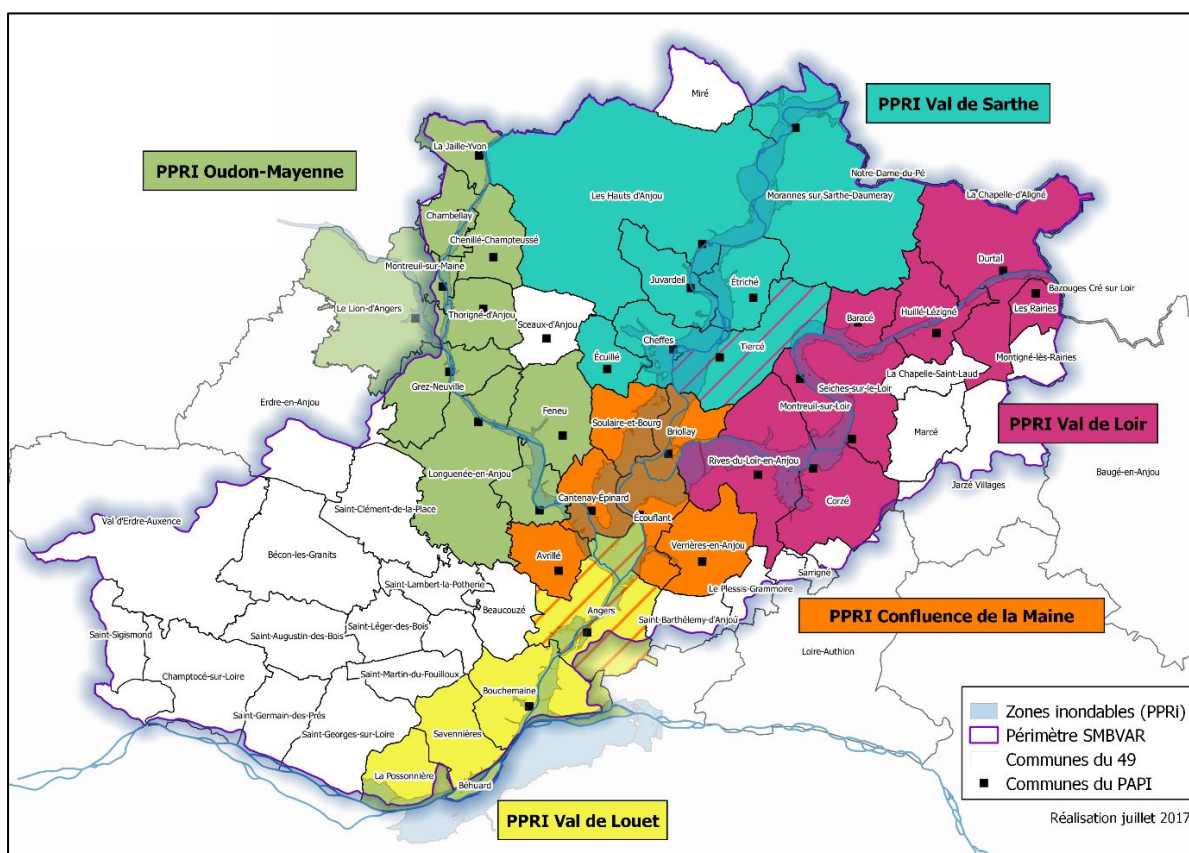 Miré
PPRI Val de Sarthe
La Jaille-Yvon
PPRI Oudon-Mayenne
Notre-Dame-du-Pé
La Chapelle-d'Aligné
Les Hauts d'Anjou
Morannes sur Sarthe-Daumeray
Chambellay
Chenillé-Champteussé
Durtal
Montreuil-sur-Maine
Juvardeil
Étriché
Bazouges Cré sur Loir
Le Lion-d'Angers
Thorigné-d'Anjou
Sceaux-d'Anjou
Baracé
Huillé-Lézigné
Les Rairies
Cheffes
Tiercé
Écuillé
Montigné-lès-Rairies
La Chapelle-Saint-Laud
Grez-Neuville
Seiches-sur-le-Loir
Erdre-en-Anjou
Feneu
Montreuil-sur-Loir
Soulaire-et-Bourg
Briollay
PPRI Val de Loir
Marcé
Rives-du-Loir-en-Anjou
Longuenée-en-Anjou
Baugé-en-Anjou
Jarzé Villages
Cantenay-Épinard
Corzé
Saint-Clément-de-la-Place
Écouflant
Val d'Erdre-Auxence
Verrières-en-Anjou
Bécon-les-Granits
Avrillé
Sarrigné
Saint-Lambert-la-Potherie
Le Plessis-Grammoire
Beaucouzé
Angers
PPRI Confluence de la Maine
Saint-Barthélemy-d'Anjou
Saint-Léger-des-Bois
Saint-Augustin-des-Bois
Saint-Sigismond
Loire-Authion
Saint-Martin-du-Fouilloux
Champtocé-sur-Loire
Bouchemaine
Saint-Germain-des-Prés
Saint-Georges-sur-Loire
Savennières
La Possonnière
Béhuard
PPRI Val de Louet
Zones inondables (PPRi)
Périmètre SMBVAR
Communes du 49
Communes du PAPI
Réalisation juillet 2017